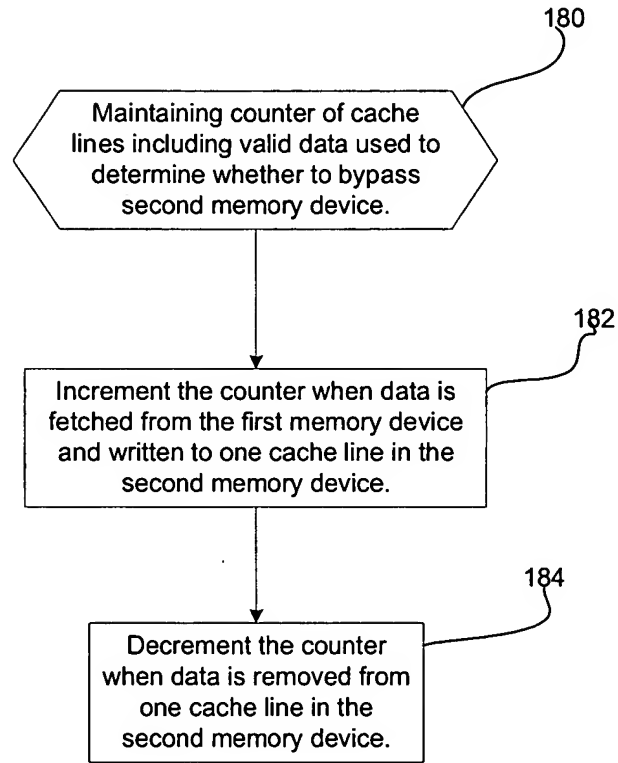 180
Maintaining counter of cache
lines including valid data used to
determine whether to bypass
second memory device.
182
Increment the counter when data is
fetched from the first memory device
and written to one cache line in the
second memory device.
184
Decrement the counter
when data is removed from
one cache line in the
second memory device.